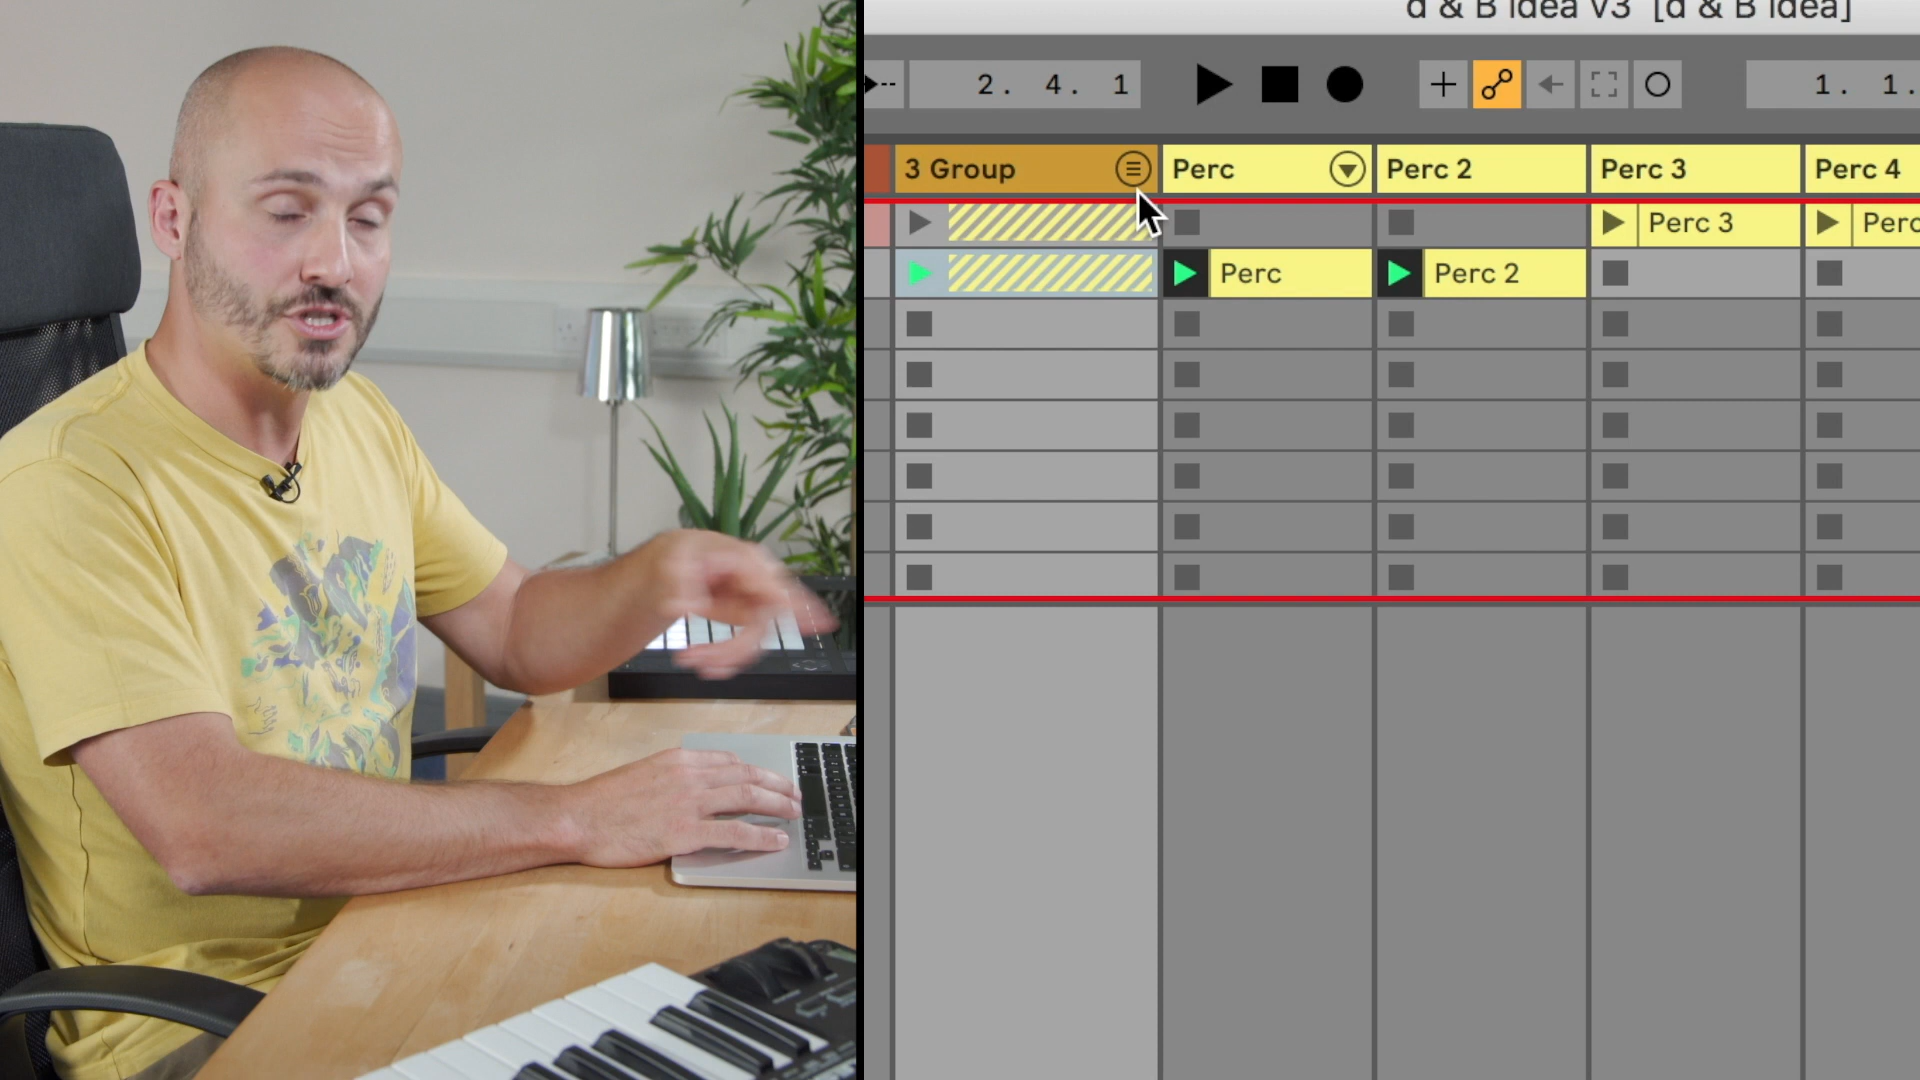 d & B idea v3 [d & B idea]
2. 4. 1
1. 1.
3 Group
Perc
Perc 2
Perc 3
Perc 4
Perc 3
Perc
Perc
Perc 2